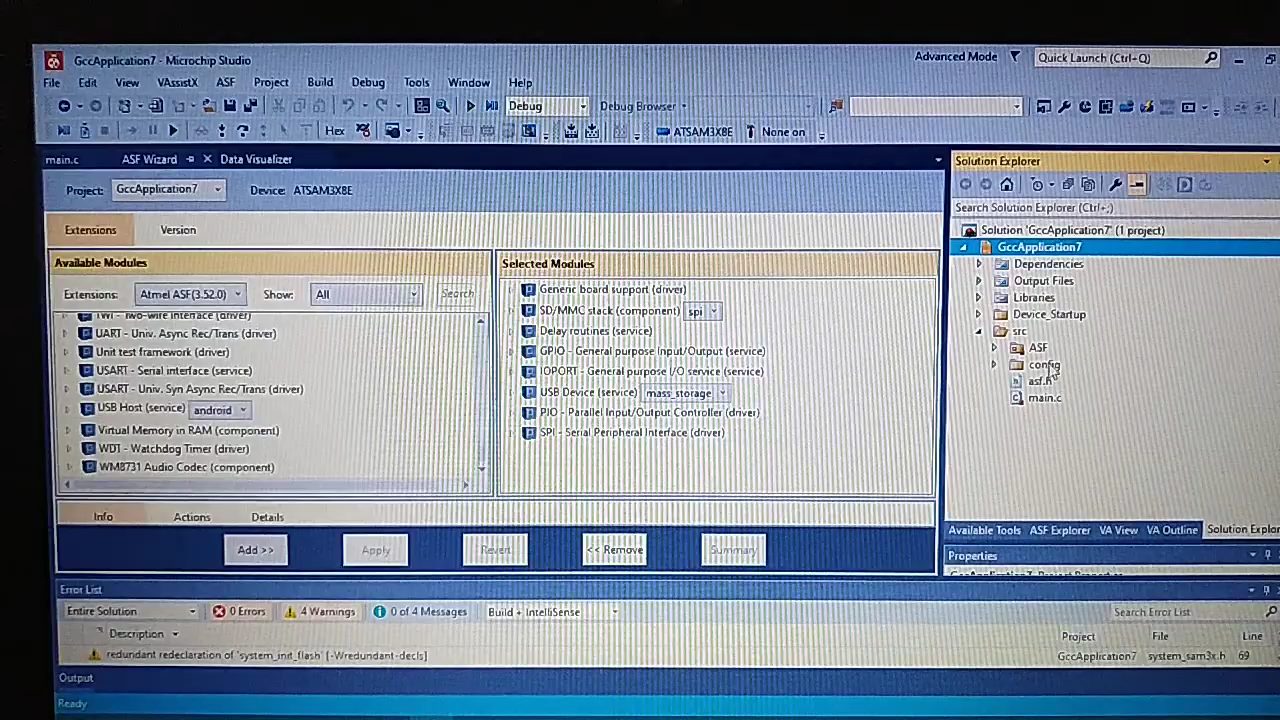 GccApplication7 - Microchip Studio
Advanced Mode
Quick Launch (Ctrl+Q)
File Edit View VAssistX ASF Project Build Debug Tools Window Help
Debug
Debug Browser
Hex
ATSAM3X8E
None on
main.c
ASF Wizard
Data Visualizer
Project: GccApplication7
Device: ATSAM3X8E
Extensions
Version
Available Modules
Extensions: Atmel ASF(3.52.0)
Show: All
Search
TWI - Two-wire Interface (driver)
UART - Univ. Async Rec/Trans (driver)
Unit test framework (driver)
USART - Serial interface (service)
USART - Univ. Syn Async Rec/Trans (driver)
USB Host (service) android
Virtual Memory in RAM (component)
WDT - Watchdog Timer (driver)
WM8731 Audio Codec (component)
Selected Modules
Generic board support (driver)
SD/MMC stack (component) spi
Delay routines (service)
GPIO - General purpose Input/Output (service)
IOPORT - General purpose I/O service (service)
USB Device (service) mass_storage
PIO - Parallel Input/Output Controller (driver)
SPI - Serial Peripheral Interface (driver)
Info
Actions
Details
Add >>
Apply
Revert
<< Remove
Summary
Solution Explorer
Search Solution Explorer (Ctrl+;)
Solution 'GccApplication7' (1 project)
GccApplication7
Dependencies
Output Files
Libraries
Device_Startup
src
ASF
config
asf.h
main.c
Available Tools
ASF Explorer
VA View
VA Outline
Solution Explor
Properties
GccApplication7 Project Properties
Error List
Entire Solution
0 Errors
4 Warnings
0 of 4 Messages
Build + IntelliSense
Search Error List
Description
Project
File
Line
redundant redeclaration of 'system_init_flash' [-Wredundant-decls]
GccApplication7
system_sam3x.h
69
Output
Ready